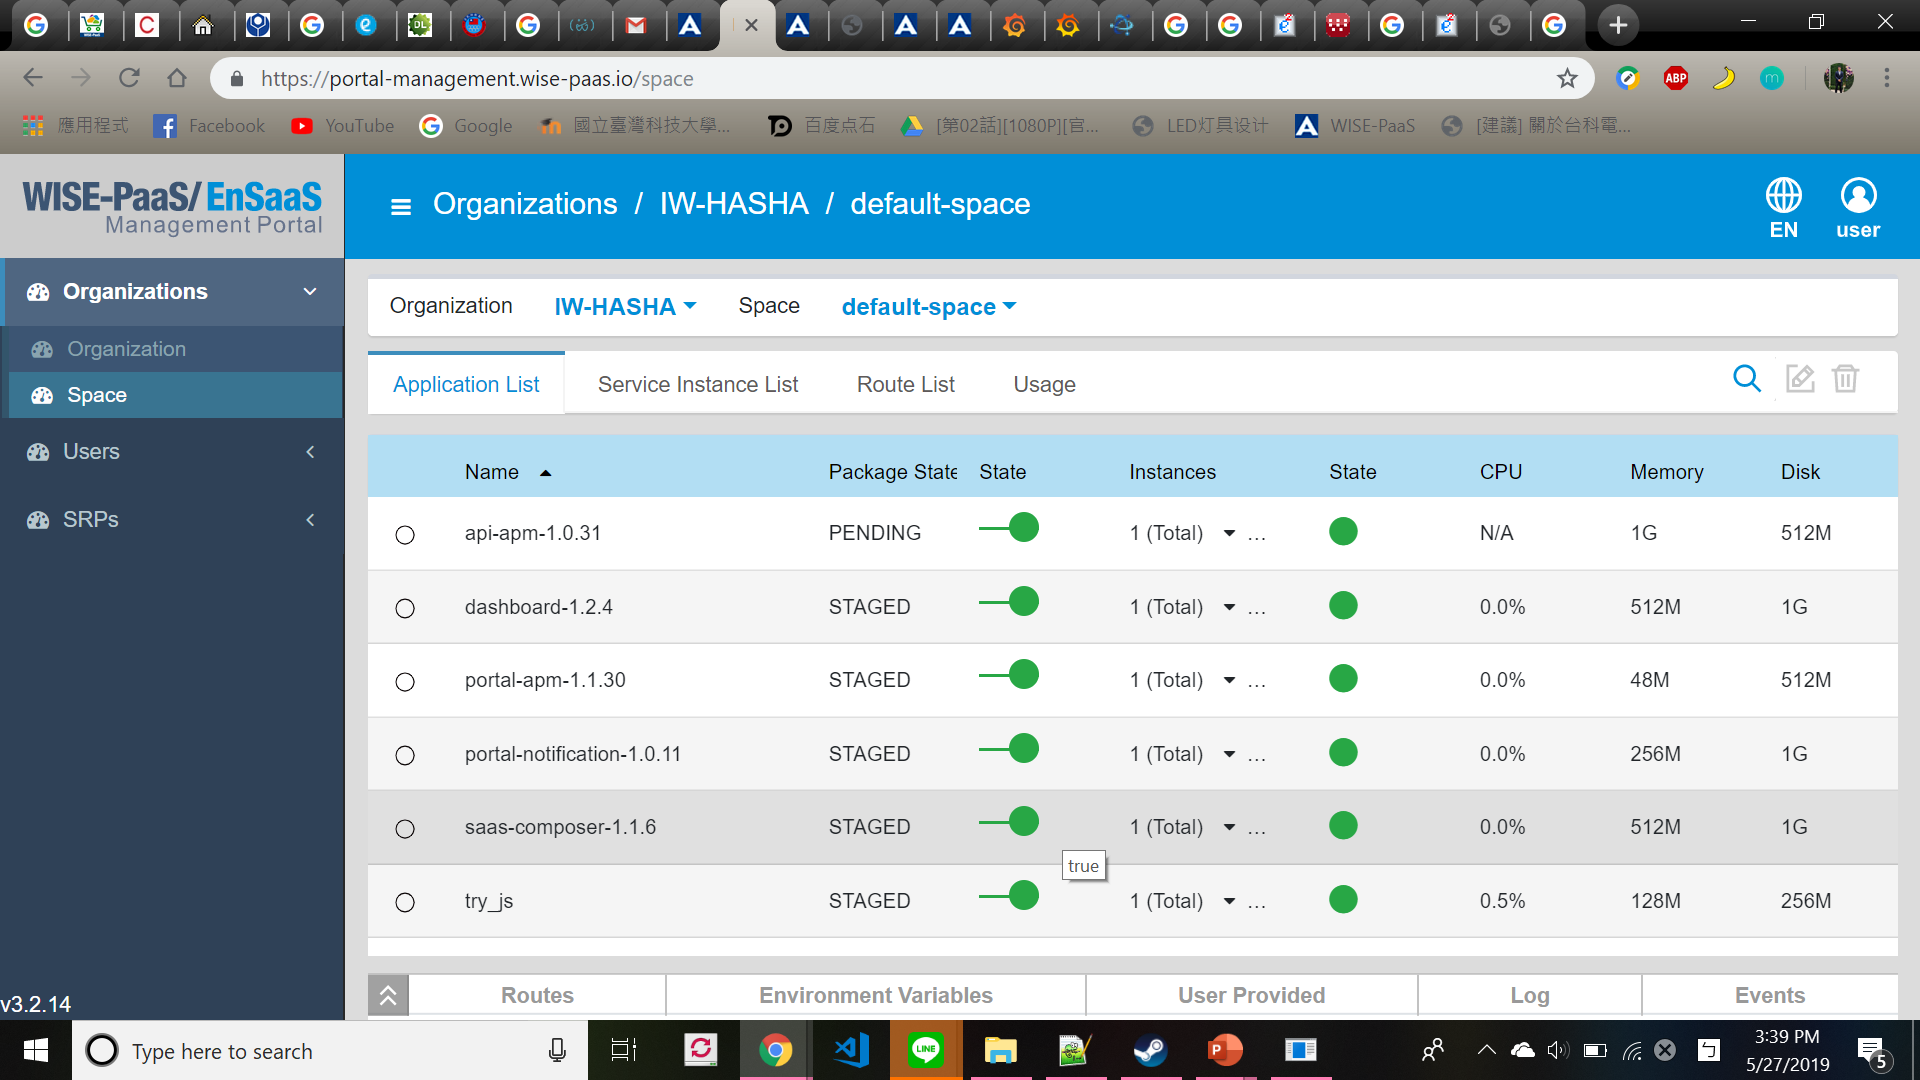 https://portal-management.wise-paas.io/space
ABP
m
應用程式
Facebook
YouTube
Google
國立臺灣科技大學...
百度点石
[第02話][1080P][官...
LED灯具设计
WISE-PaaS
[建議] 關於台科電...
WISE-PaaS/EnSaaS
Management Portal
Organizations / IW-HASHA / default-space
EN
user
Organizations
Organization
Space
Users
SRPs
v3.2.14
Organization IW-HASHA Space default-space
Application List Service Instance List Route List Usage
Name Package State State Instances State CPU Memory Disk
api-apm-1.0.31 PENDING 1 (Total) ... N/A 1G 512M
dashboard-1.2.4 STAGED 1 (Total) ... 0.0% 512M 1G
portal-apm-1.1.30 STAGED 1 (Total) ... 0.0% 48M 512M
portal-notification-1.0.11 STAGED 1 (Total) ... 0.0% 256M 1G
saas-composer-1.1.6 STAGED 1 (Total) ... 0.0% 512M 1G
true
try_js STAGED 1 (Total) ... 0.5% 128M 256M
Routes Environment Variables User Provided Log Events
Type here to search
LINE
3:39 PM
5/27/2019
5